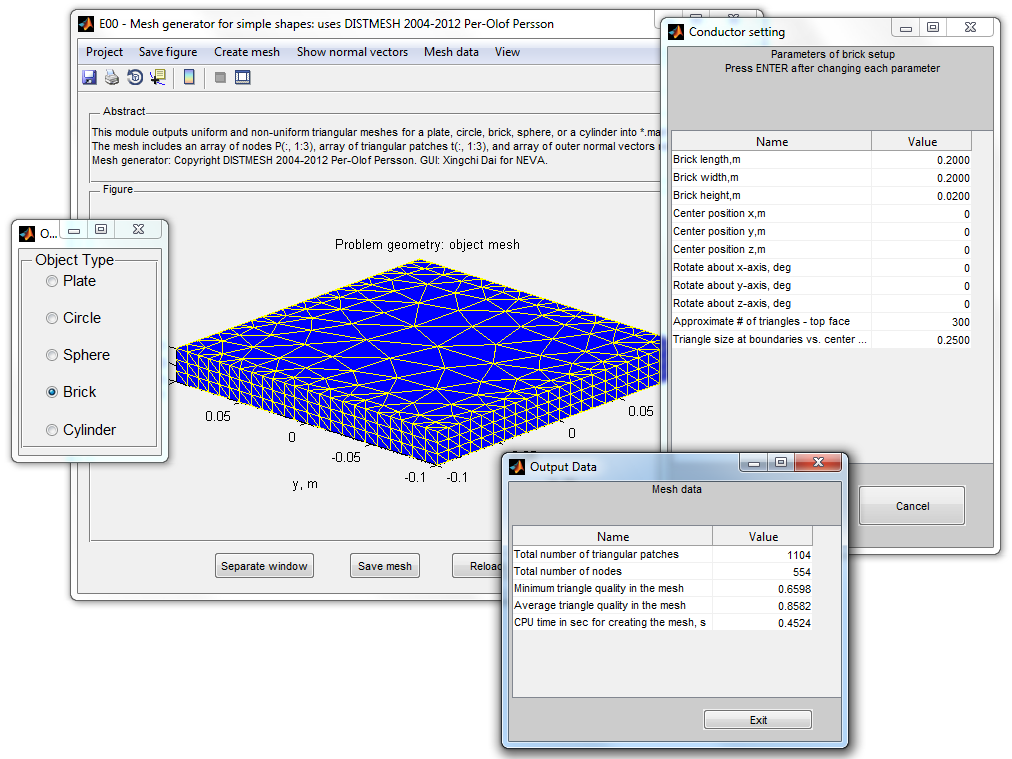 E00 - Mesh generator for simple shapes: uses DISTMESH 2004-2012 Per-Olof Persson
Project Save figure Create mesh Show normal vectors Mesh data View
Abstract
This module outputs uniform and non-uniform triangular meshes for a plate, circle, brick, sphere, or a cylinder into *.ma
The mesh includes an array of nodes P(:, 1:3), array of triangular patches t(:, 1:3), and array of outer normal vectors
Mesh generator: Copyright DISTMESH 2004-2012 Per-Olof Persson. GUI: Xingchi Dai for NEVA.
Figure
Problem geometry: object mesh
0.05
0
-0.05
-0.1
-0.1
0
0.05
y, m
Separate window
Save mesh
Reloa
O...
Object Type
Plate
Circle
Sphere
Brick
Cylinder
Conductor setting
Parameters of brick setup
Press ENTER after changing each parameter
Name Value
Brick length,m 0.2000
Brick width,m 0.2000
Brick height,m 0.0200
Center position x,m 0
Center position y,m 0
Center position z,m 0
Rotate about x-axis, deg 0
Rotate about y-axis, deg 0
Rotate about z-axis, deg 0
Approximate # of triangles - top face 300
Triangle size at boundaries vs. center ... 0.2500
Cancel
Output Data
Mesh data
Name Value
Total number of triangular patches 1104
Total number of nodes 554
Minimum triangle quality in the mesh 0.6598
Average triangle quality in the mesh 0.8582
CPU time in sec for creating the mesh, s 0.4524
Exit